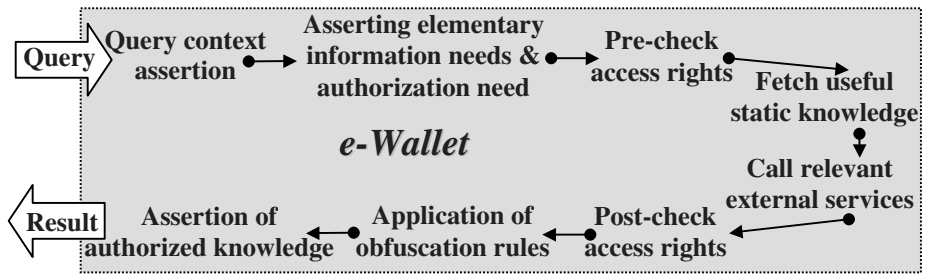 Query
Query context
assertion
Asserting elementary
information needs &
authorization need
Pre-check
access rights
Fetch useful
static knowledge
e-Wallet
Call relevant
external services
Post-check
access rights
Application of
obfuscation rules
Assertion of
authorized knowledge
Result